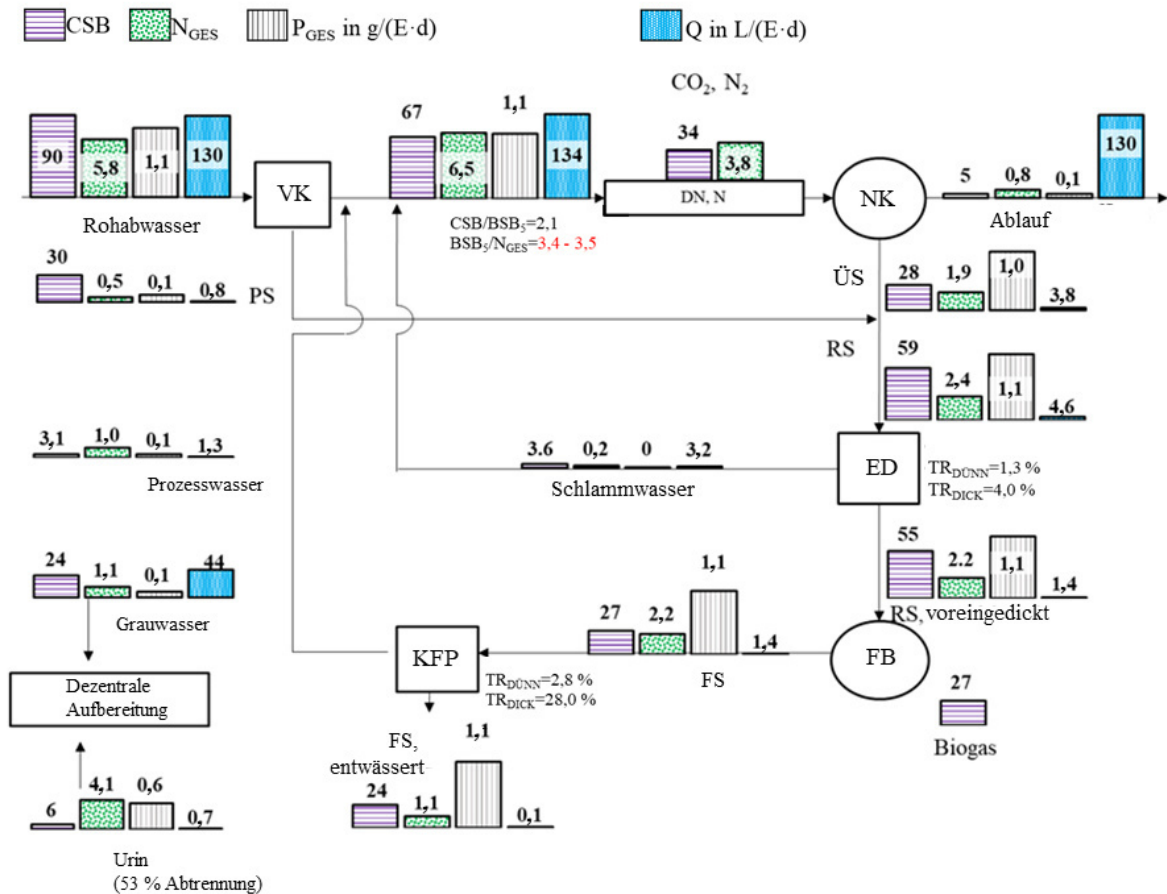 CSB N_GES P_GES in g/(E·d) Q in L/(E·d)
CO₂, N₂
90 5,8 1,1 130
VK
67 6,5 1,1 134
34 3,8
DN, N
NK
5 0,8 0,1 130
Rohabwasser
Ablauf
CSB/BSB₅=2,1
BSB₅/N_GES=3,4 - 3,5
30 0,5 0,1 0,8
PS
ÜS
28 1,9 1,0 3,8
RS
59 2,4 1,1 4,6
3,1 1,0 0,1 1,3
Prozesswasser
3.6 0,2 0 3,2
Schlammwasser
ED
TR_DÜNN=1,3 %
TR_DICK=4,0 %
24 1,1 0,1 44
Grauwasser
55 2.2 1,1 1,4
RS, voreingedickt
27 2,2 1,1 1,4
FS
KFP
FB
TR_DÜNN=2,8 %
TR_DICK=28,0 %
Dezentrale
Aufbereitung
27
Biogas
FS,
entwässert
24 1,1 1,1 0,1
6 4,1 0,6 0,7
Urin
(53 % Abtrennung)